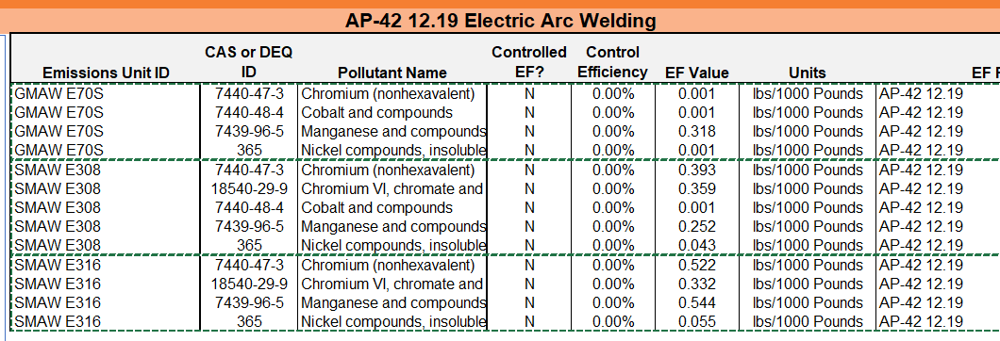 AP-42 12.19 Electric Arc Welding
Emissions Unit ID CAS or DEQ ID Pollutant Name Controlled EF? Control Efficiency EF Value Units EF
GMAW E70S 7440-47-3 Chromium (nonhexavalent) N 0.00% 0.001 lbs/1000 Pounds AP-42 12.19
GMAW E70S 7440-48-4 Cobalt and compounds N 0.00% 0.001 lbs/1000 Pounds AP-42 12.19
GMAW E70S 7439-96-5 Manganese and compounds N 0.00% 0.318 lbs/1000 Pounds AP-42 12.19
GMAW E70S 365 Nickel compounds, insoluble N 0.00% 0.001 lbs/1000 Pounds AP-42 12.19
SMAW E308 7440-47-3 Chromium (nonhexavalent) N 0.00% 0.393 lbs/1000 Pounds AP-42 12.19
SMAW E308 18540-29-9 Chromium VI, chromate and N 0.00% 0.359 lbs/1000 Pounds AP-42 12.19
SMAW E308 7440-48-4 Cobalt and compounds N 0.00% 0.001 lbs/1000 Pounds AP-42 12.19
SMAW E308 7439-96-5 Manganese and compounds N 0.00% 0.252 lbs/1000 Pounds AP-42 12.19
SMAW E308 365 Nickel compounds, insoluble N 0.00% 0.043 lbs/1000 Pounds AP-42 12.19
SMAW E316 7440-47-3 Chromium (nonhexavalent) N 0.00% 0.522 lbs/1000 Pounds AP-42 12.19
SMAW E316 18540-29-9 Chromium VI, chromate and N 0.00% 0.332 lbs/1000 Pounds AP-42 12.19
SMAW E316 7439-96-5 Manganese and compounds N 0.00% 0.544 lbs/1000 Pounds AP-42 12.19
SMAW E316 365 Nickel compounds, insoluble N 0.00% 0.055 lbs/1000 Pounds AP-42 12.19